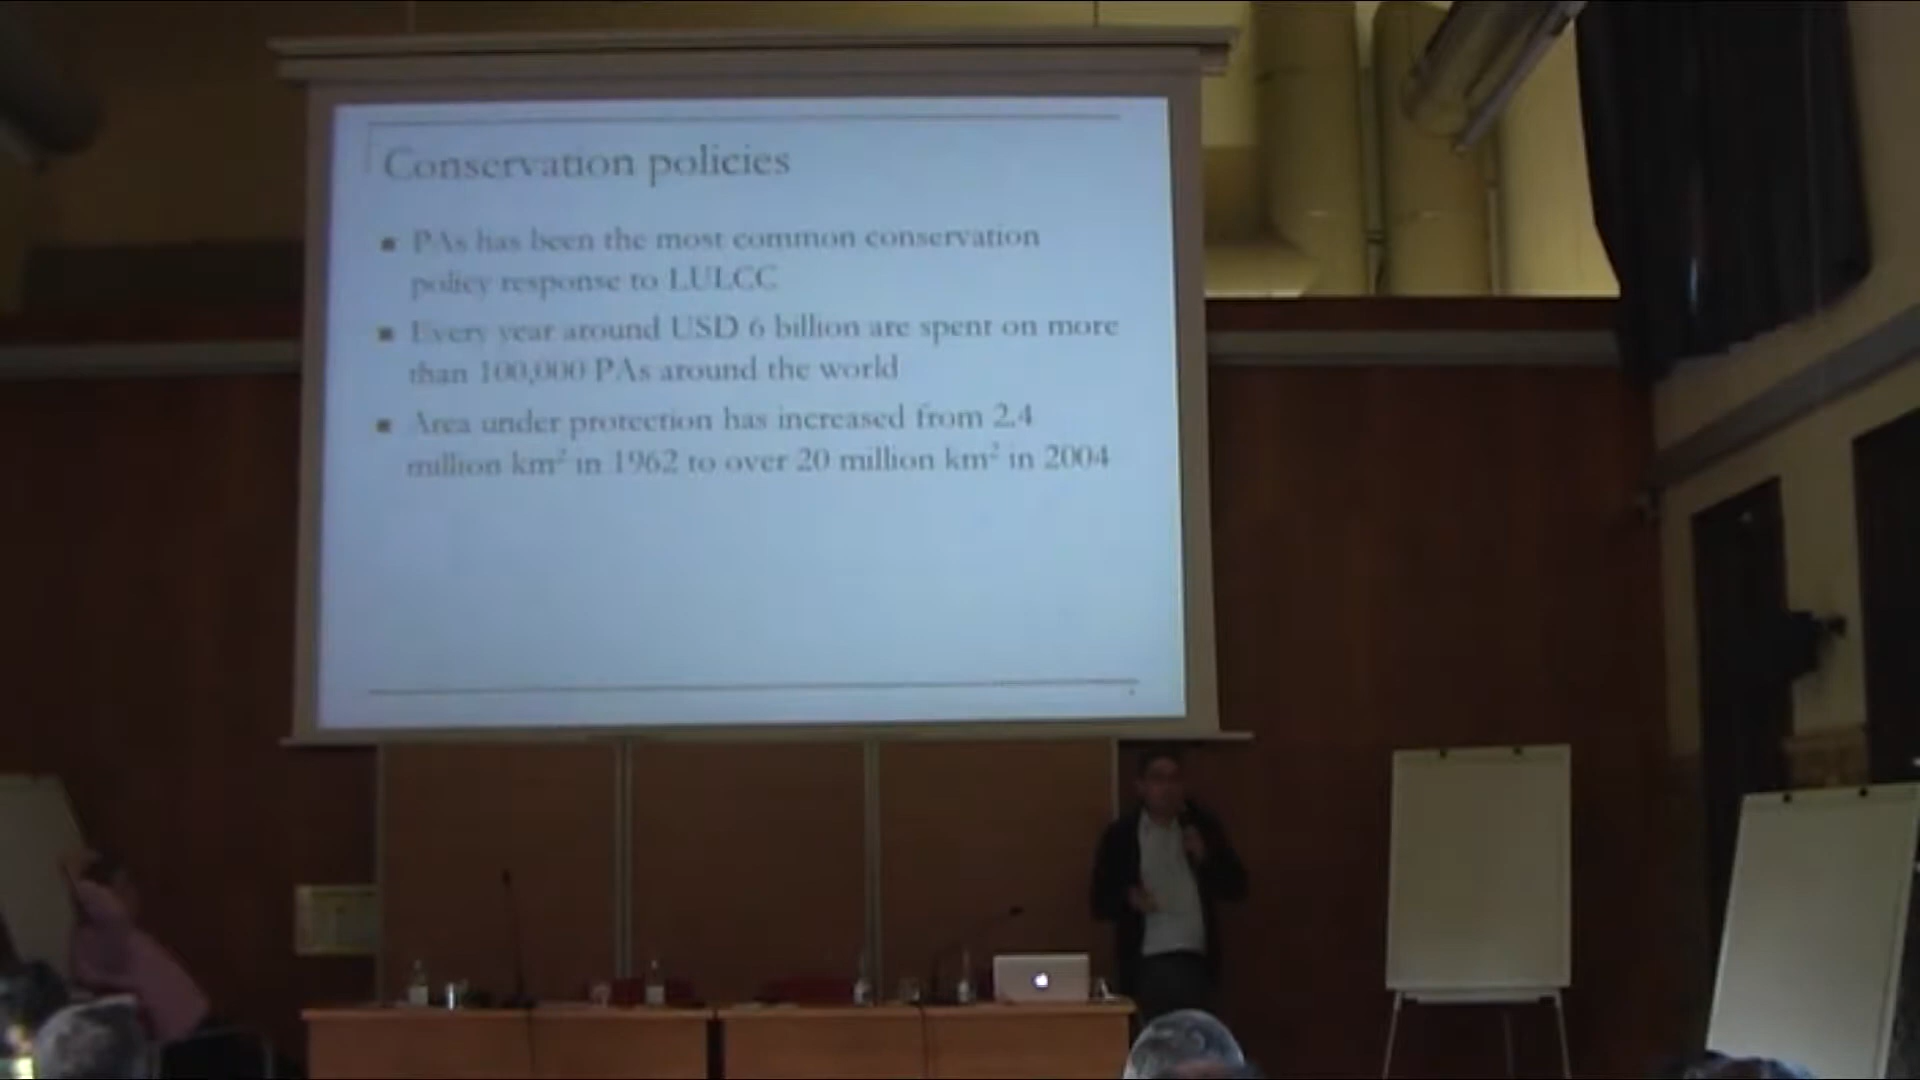 Conservation policies
PAs has been the most common conservation
policy response to LULCC
Every year around USD 6 billion are spent on more
than 100,000 PAs around the world
Area under protection has increased from 2.4
million km² in 1962 to over 20 million km² in 2004